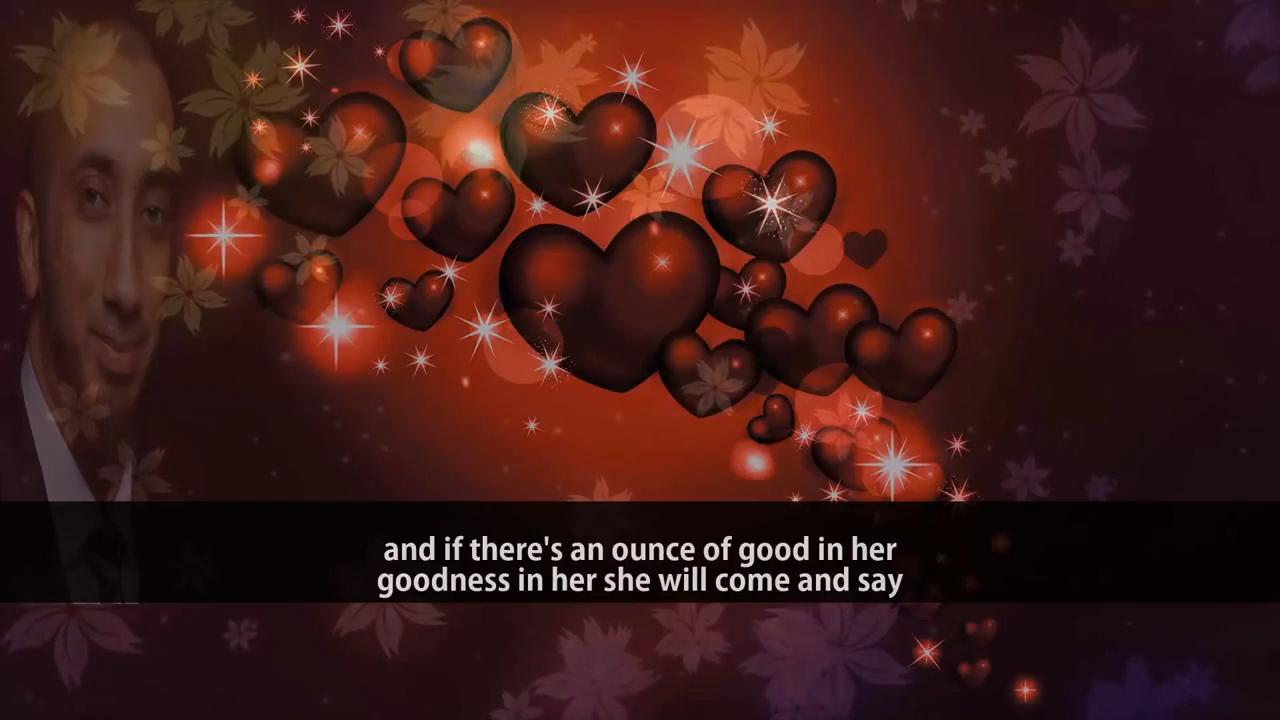 and if there's an ounce of good in her
goodness in her she will come and say